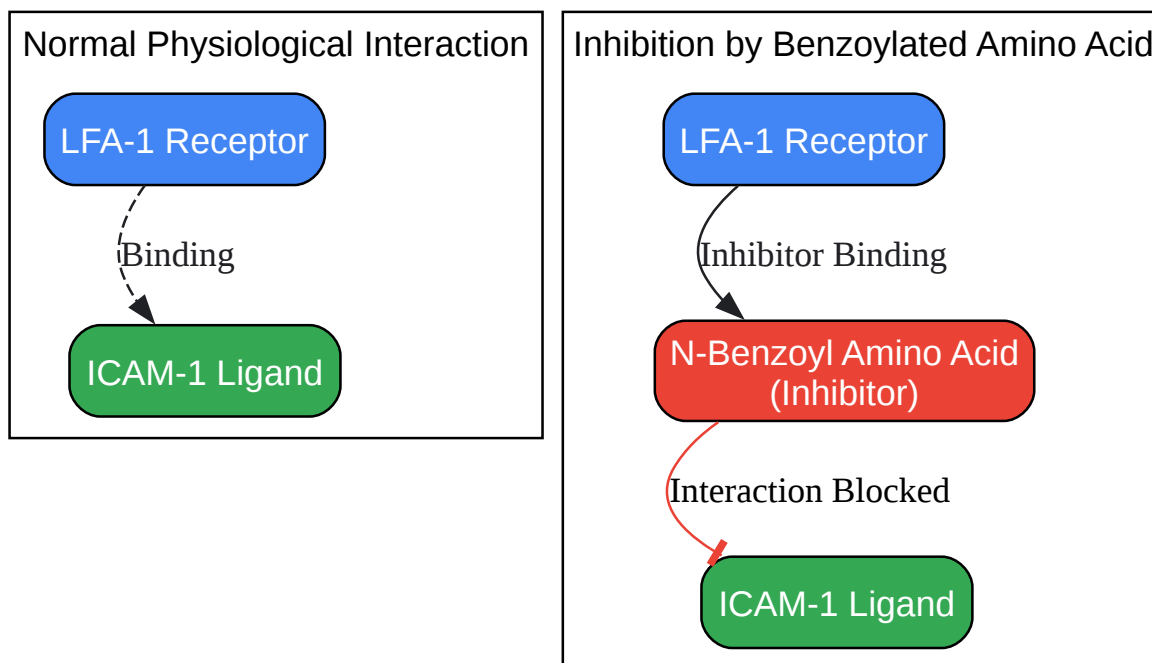 Normal Physiological Interaction
LFA-1 Receptor
Binding
ICAM-1 Ligand
Inhibition by Benzoylated Amino Acid
LFA-1 Receptor
Inhibitor Binding
N-Benzoyl Amino Acid
(Inhibitor)
Interaction Blocked
ICAM-1 Ligand